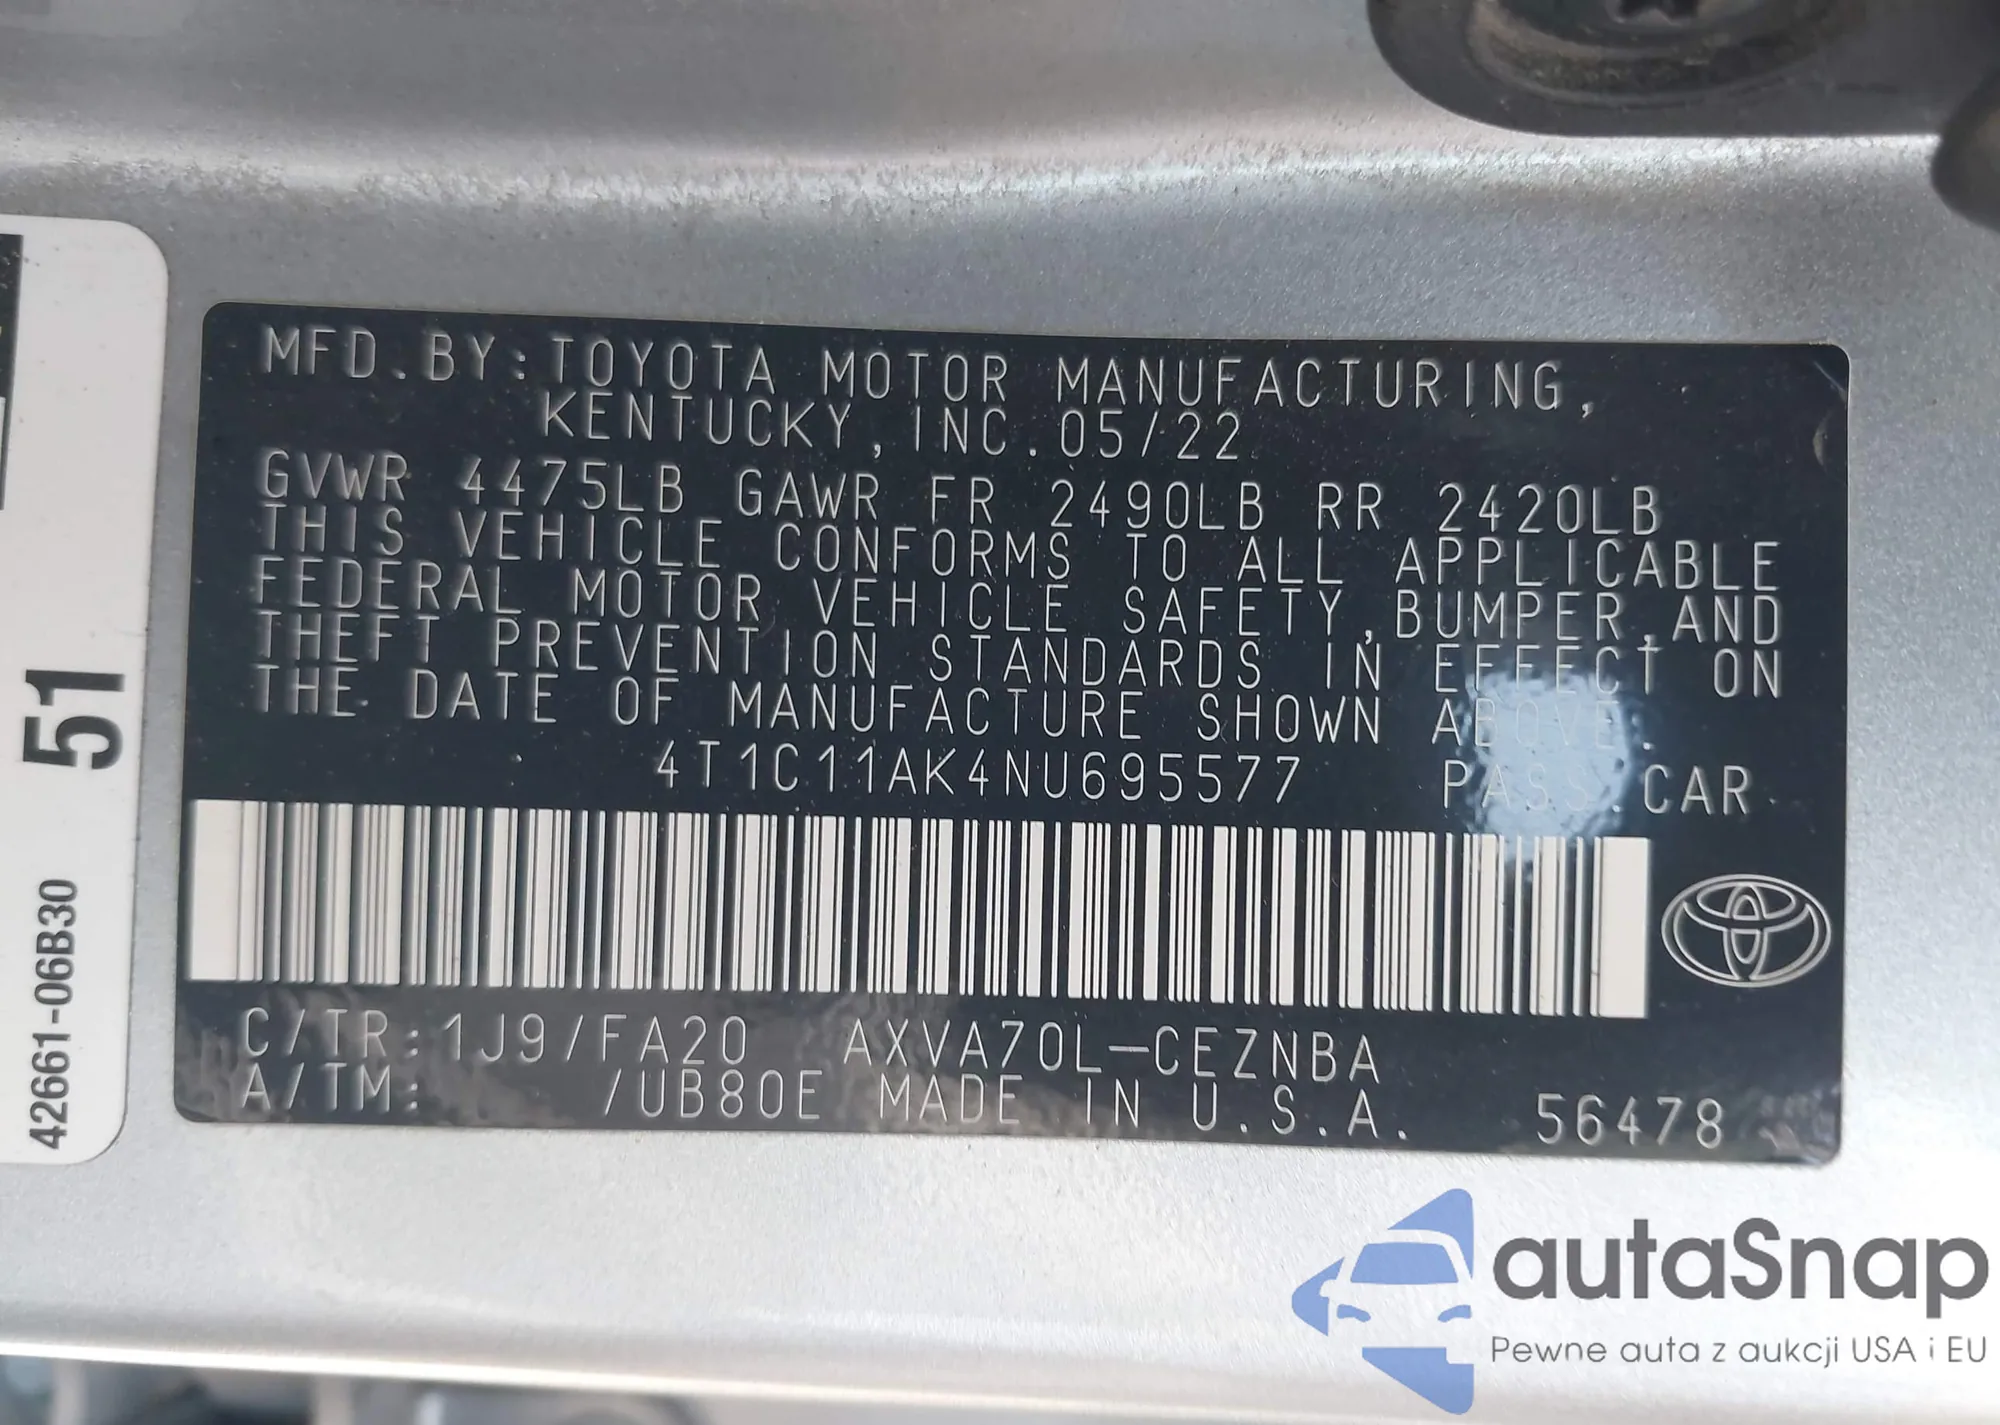 MFD.BY:TOYOTA MOTOR MANUFACTURING,
KENTUCKY,INC.05/22
GVWR 4475LB GAWR FR 2490LB RR 2420LB
THIS VEHICLE CONFORMS TO ALL APPLICABLE
FEDERAL MOTOR VEHICLE SAFETY,BUMPER,AND
THEFT PREVENTION STANDARDS IN EFFECT ON
THE DATE OF MANUFACTURE SHOWN ABOVE.
4T1C11AK4NU695577 PASS.CAR
C/TR:1J9/FA20 AXVA70L-CEZNBA
A/TM: /UB80E MADE IN U.S.A. 56478
51
42661-06B30
autaSnap
Pewne auta z aukcji USA i EU